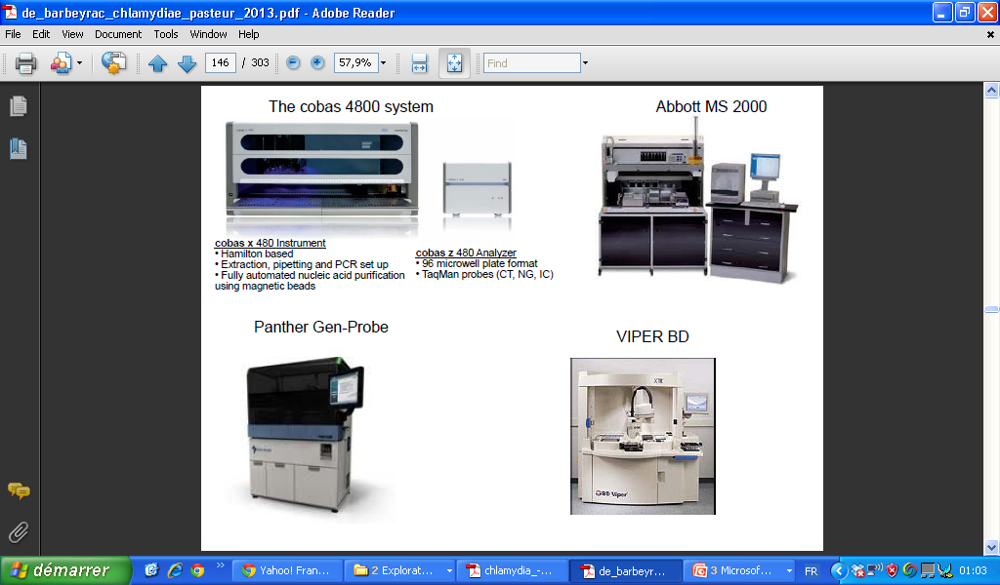 de_barbeyrac_chlamydiae_pasteur_2013.pdf - Adobe Reader
File Edit View Document Tools Window Help
146 / 303 57,9% Find
The cobas 4800 system
Abbott MS 2000
cobas x 480 Instrument
• Hamilton based
• Extraction, pipetting and PCR set up
• Fully automated nucleic acid purification
using magnetic beads
cobas z 480 Analyzer
• 96 microwell plate format
• TaqMan probes (CT, NG, IC)
Panther Gen-Probe
VIPER BD
XTR
BD Viper
démarrer
Yahoo! Fran...
2 Explorat...
chlamydia_-...
de_barbeyr...
3 Microsof...
FR
01:03